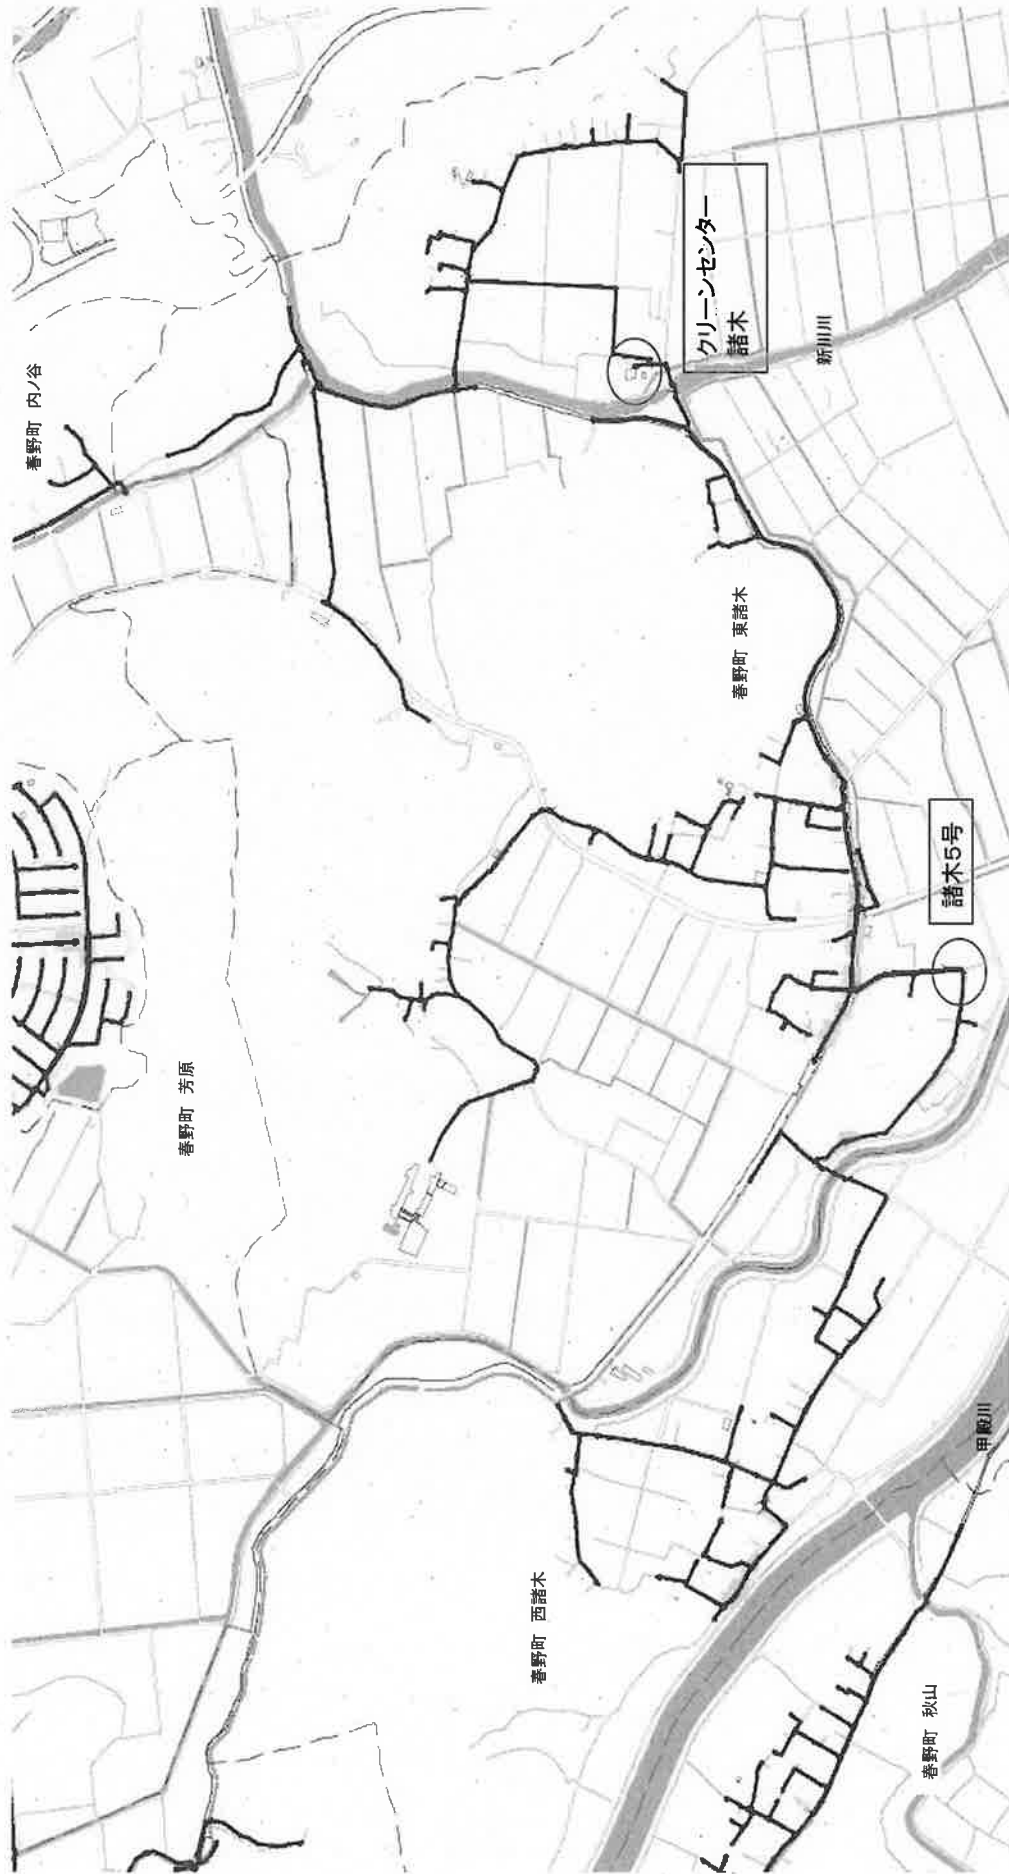 春野町 内ノ谷
クリーンセンター
諸木
新川川
春野町 東諸木
諸木5号
春野町 芳原
春野町 西諸木
甲殿川
春野町 秋山